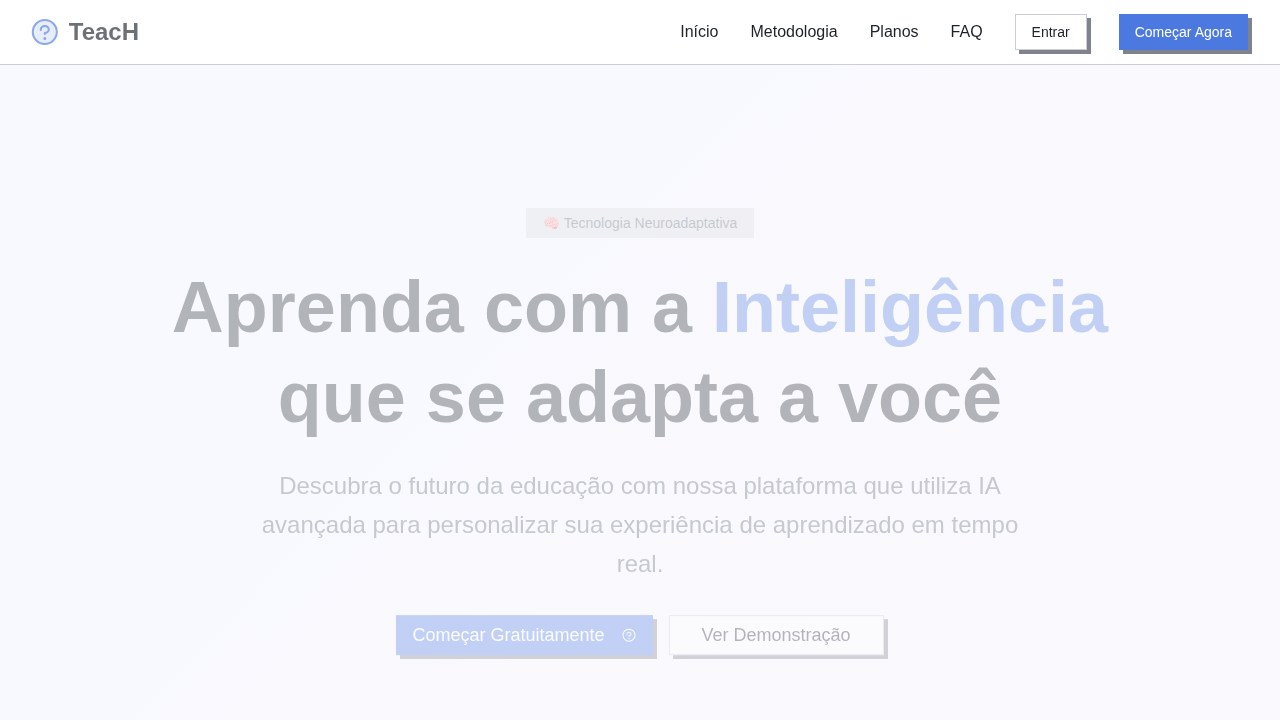 TeacH
Início
Metodologia
Planos
FAQ
Entrar
Começar Agora
🧠 Tecnologia Neuroadaptativa
Aprenda com a Inteligência
que se adapta a você
Descubra o futuro da educação com nossa plataforma que utiliza IA
avançada para personalizar sua experiência de aprendizado em tempo
real.
Começar Gratuitamente
Ver Demonstração